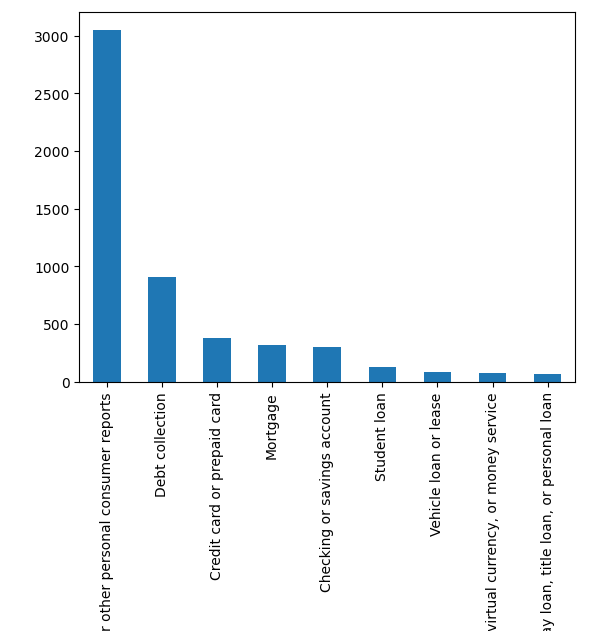 3000
2500
2000
1500
1000
500
0
other personal consumer reports
Debt collection
Credit card or prepaid card
Mortgage
Checking or savings account
Student loan
Vehicle loan or lease
virtual currency, or money service
loan, title loan, or personal loan